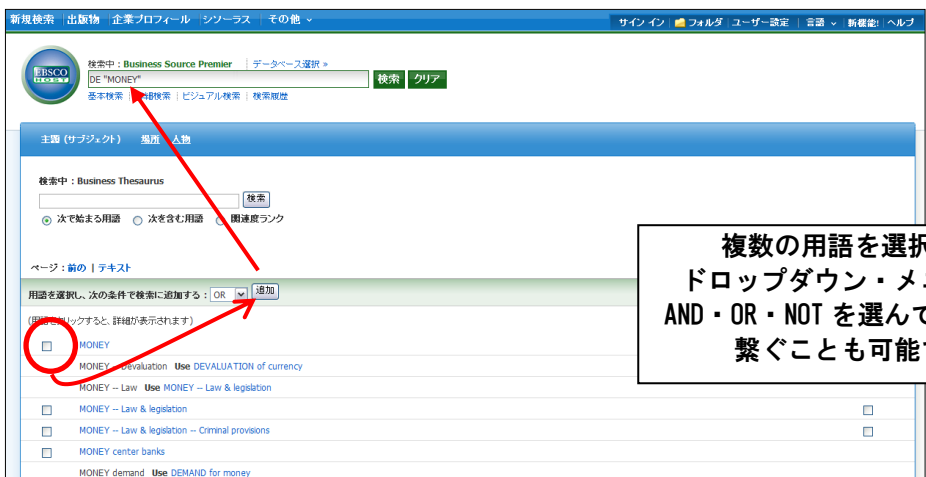 新規検索 出版物 企業プロフィール シソーラス その他
サインイン フォルダ ユーザー設定 言語 新機能! ヘルプ
EBSCO
HOST
検索中:Business Source Premier データベース選択 »
DE "MONEY"
検索 クリア
基本検索 検索 ビジュアル検索 検索履歴
主題 (サブジェクト) 場所 人物
検索中:Business Thesaurus
検索
次で始まる用語 次を含む用語 関連度ランク
ページ:前の | テキスト
用語を選択し、次の条件で検索に追加する: OR 追加
(用語をクリックすると、詳細が表示されます)
MONEY
MONEY -- Devaluation Use DEVALUATION of currency
MONEY -- Law Use MONEY -- Law & legislation
MONEY -- Law & legislation
MONEY -- Law & legislation -- Criminal provisions
MONEY center banks
MONEY demand Use DEMAND for money
複数の用語を選択
ドロップダウン・メニ
AND・OR・NOT を選んで
繋ぐことも可能